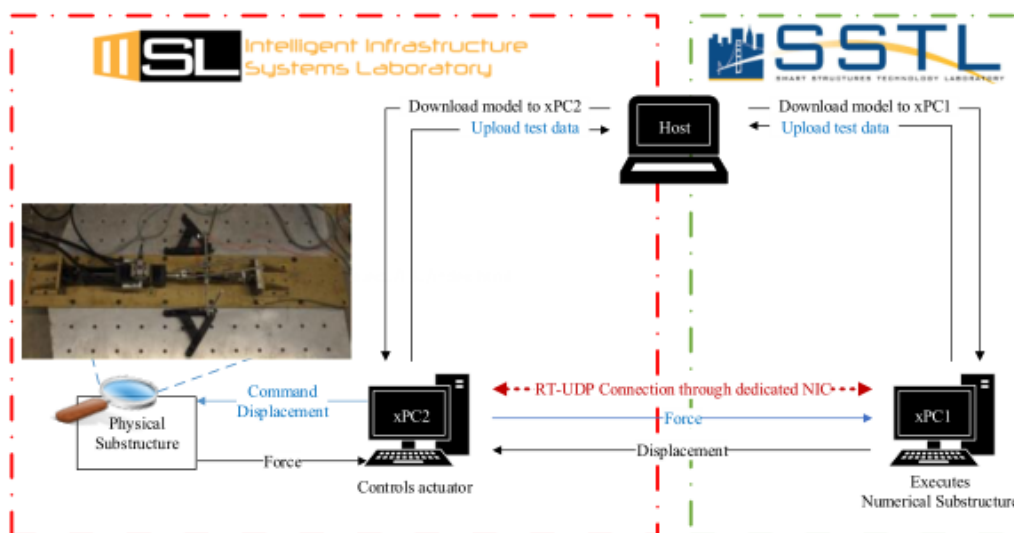 IISL Intelligent Infrastructure
Systems Laboratory
SSTL
SMART STRUCTURES TECHNOLOGY LABORATORY
Download model to xPC2
Upload test data
Host
Download model to xPC1
Upload test data
Command
Displacement
Physical
Substructure
Force
xPC2
Controls actuator
RT-UDP Connection through dedicated NIC
Force
Displacement
xPC1
Executes
Numerical Substructure